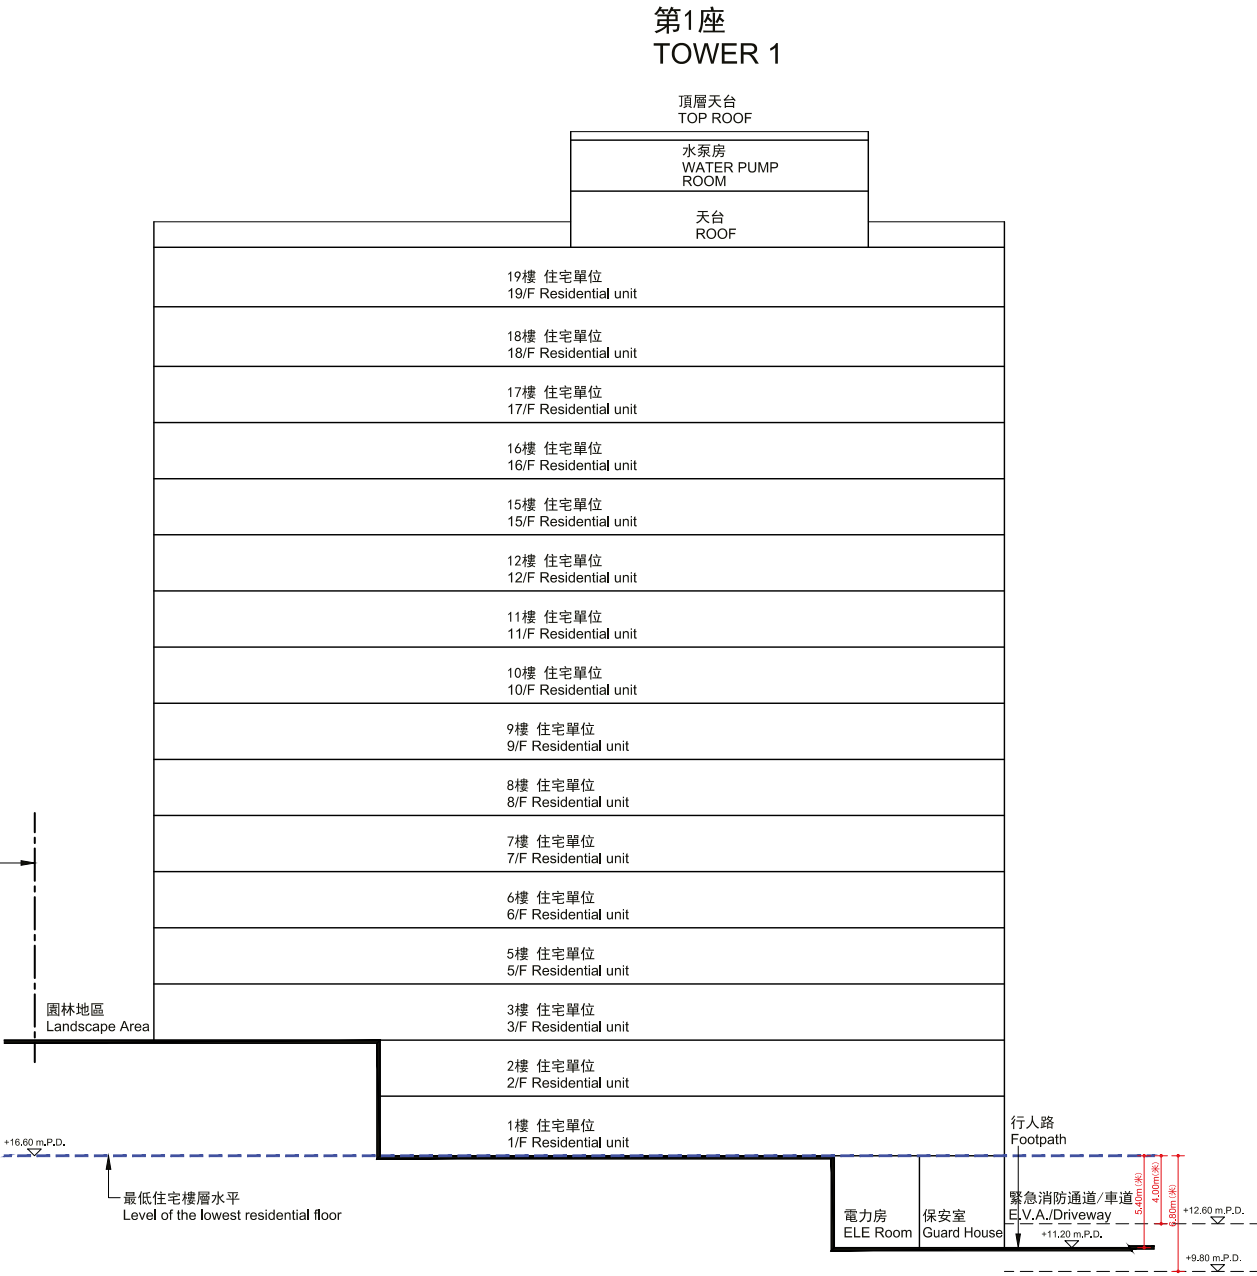 第1座
TOWER 1
頂層天台
TOP ROOF
水泵房
WATER PUMP
ROOM
天台
ROOF
19樓 住宅單位
19/F Residential unit
18樓 住宅單位
18/F Residential unit
17樓 住宅單位
17/F Residential unit
16樓 住宅單位
16/F Residential unit
15樓 住宅單位
15/F Residential unit
12樓 住宅單位
12/F Residential unit
11樓 住宅單位
11/F Residential unit
10樓 住宅單位
10/F Residential unit
9樓 住宅單位
9/F Residential unit
8樓 住宅單位
8/F Residential unit
7樓 住宅單位
7/F Residential unit
6樓 住宅單位
6/F Residential unit
5樓 住宅單位
5/F Residential unit
園林地區
Landscape Area
3樓 住宅單位
3/F Residential unit
2樓 住宅單位
2/F Residential unit
1樓 住宅單位
1/F Residential unit
行人路
Footpath
+16.60 m.P.D.
最低住宅樓層水平
Level of the lowest residential floor
電力房
ELE Room
保安室
Guard House
緊急消防通道/車道
E.V.A./Driveway
+11.20 m.P.D.
5.40m(米)
4.00m(米)
6.80m(米)
+12.60 m.P.D.
+9.80 m.P.D.